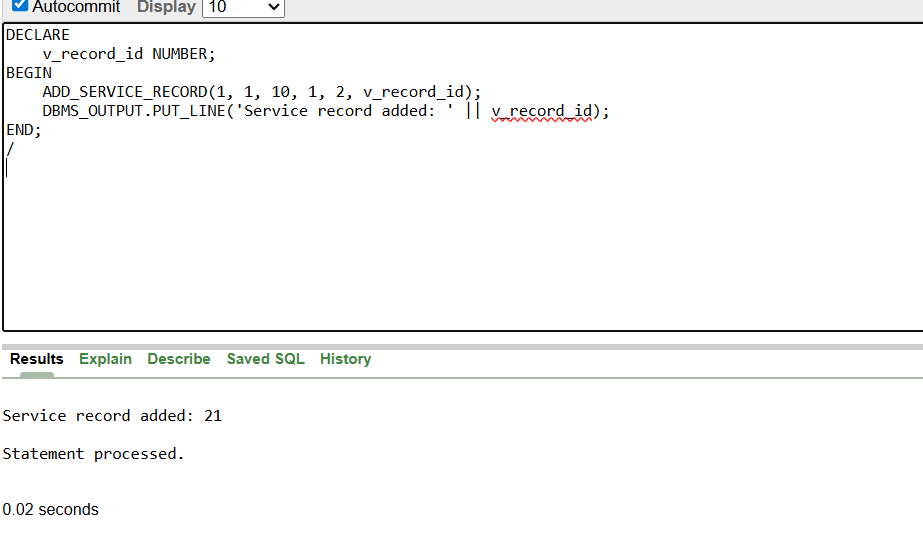 Autocommit Display 10
DECLARE
    v_record_id NUMBER;
BEGIN
    ADD_SERVICE_RECORD(1, 1, 10, 1, 2, v_record_id);
    DBMS_OUTPUT.PUT_LINE('Service record added: ' || v_record_id);
END;
/
Results Explain Describe Saved SQL History
Service record added: 21
Statement processed.
0.02 seconds